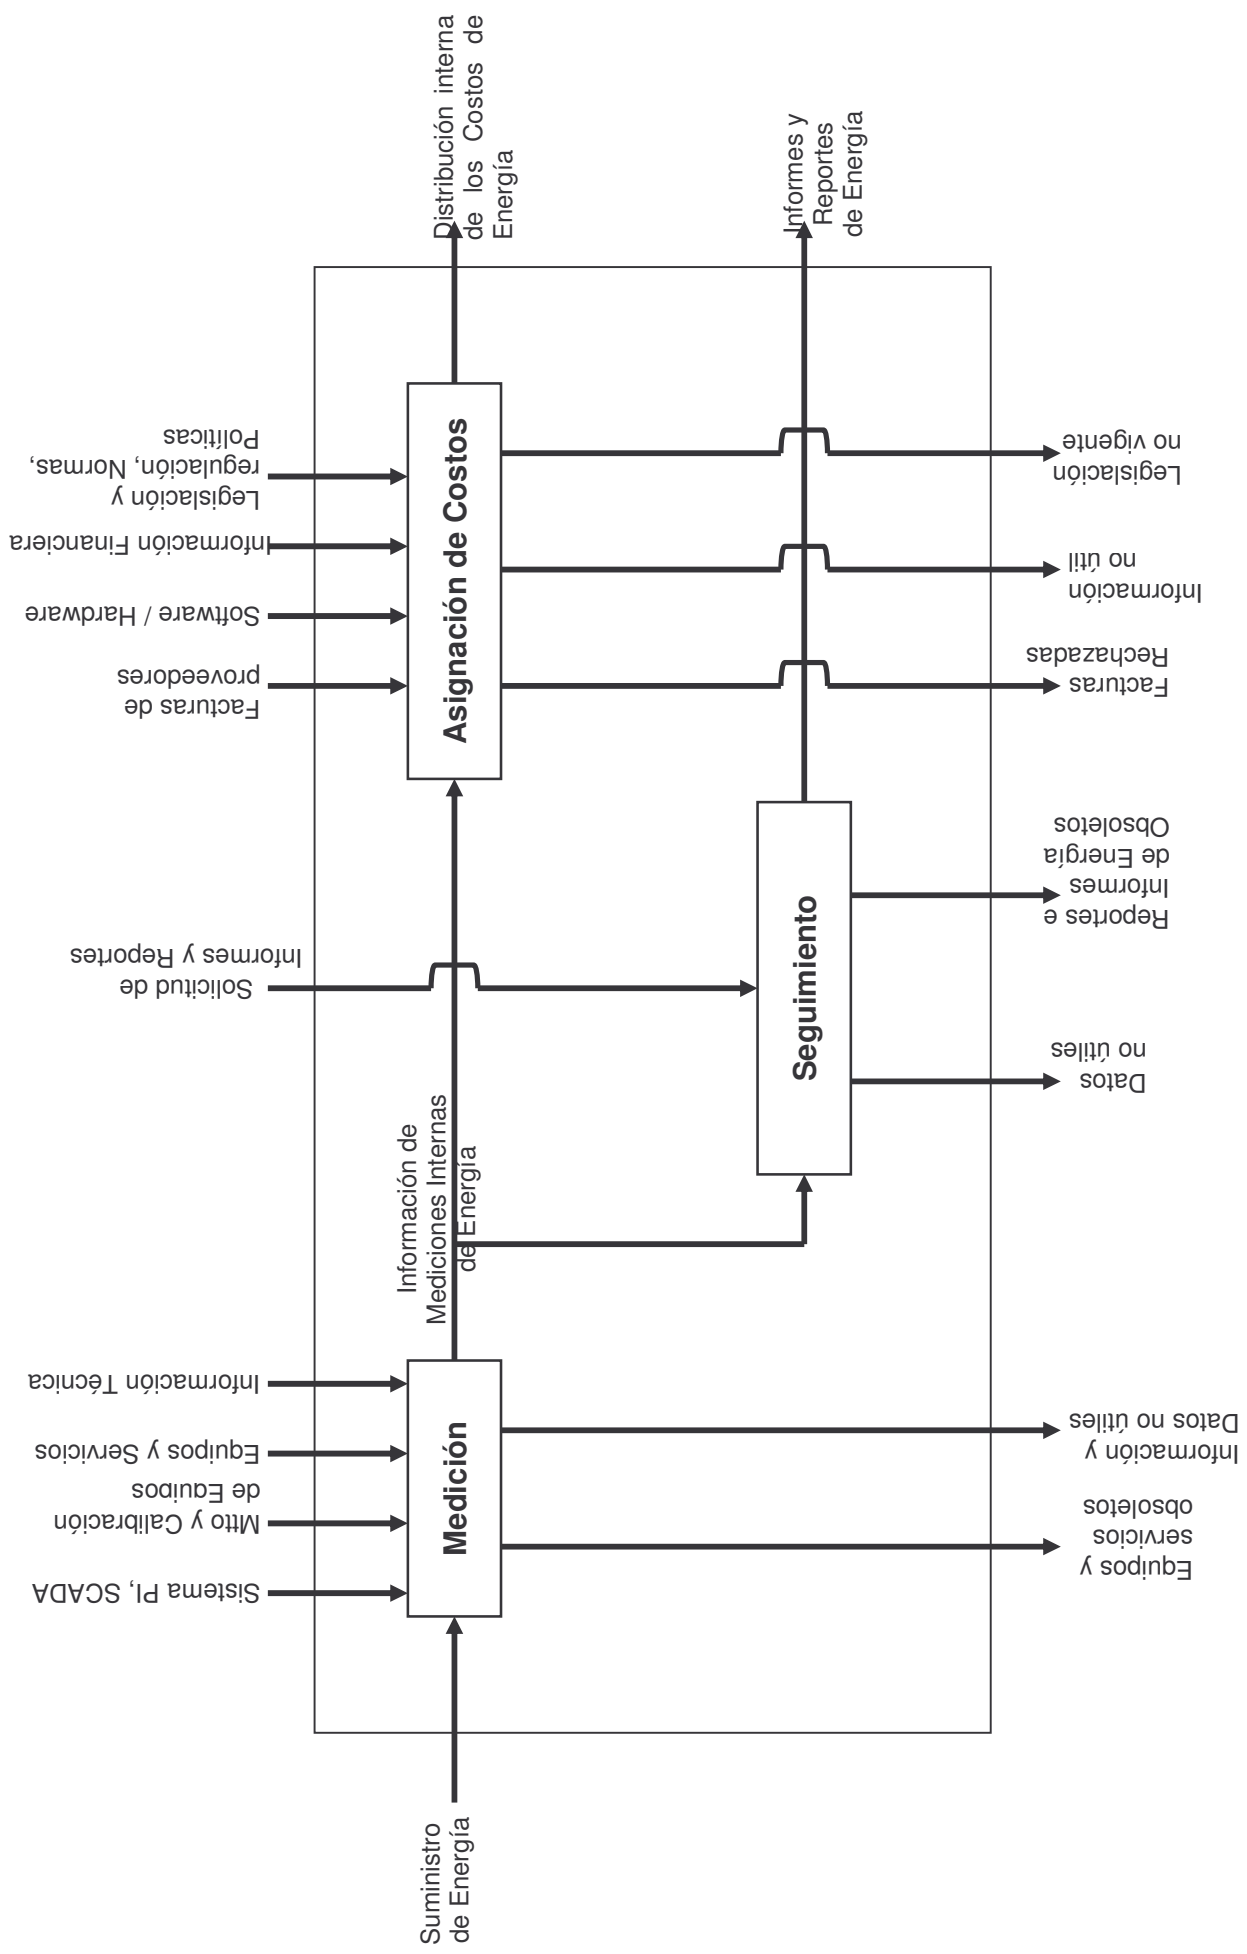 Suministro
de Energía
Sistema PI, SCADA
Mtto y Calibración
de Equipos
Equipos y Servicios
Información Técnica
Medición
Equipos y
servicios
obsoletos
Información y
Datos no útiles
Información de
Mediciones Internas
de Energía
Solicitud de
Informes y Reportes
Seguimiento
Datos
no útiles
Reportes e
Informes
de Energía
Obsoletos
Facturas de
proveedores
Software / Hardware
Información Financiera
Legislación y
regulación, Normas,
Políticas
Asignación de Costos
Facturas
Rechazadas
Información
no útil
Legislación
no vigente
Distribución interna
de los Costos de
Energía
Informes y
Reportes
de Energía